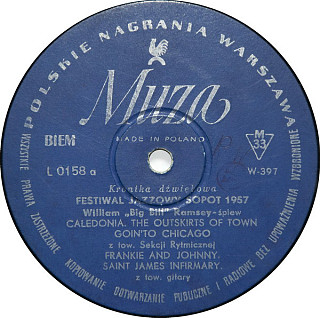 POLSKIE NAGRANIA WARSZAWA
Muza
BIEM
MADE IN POLAND
M
33
L 0158 a
W-397
Kronika dźwiękowa
FESTIWAL JAZZOWY SOPOT 1957
William „Big Bill" Ramsey-śpiew
CALEDONIA. THE OUTSKIRTS OF TOWN
GOIN'TO CHICAGO
z tow. Sekcji Rytmicznej
FRANKIE AND JOHNNY.
SAINT JAMES INFIRMARY.
z tow. gitary
WSZYSTKIE PRAWA ZASTRZEŻONE KOPIOWANIE ODTWARZANIE PUBLICZNE I RADIOWE BEZ UPOWAŻNIENIA WZBRONIONE